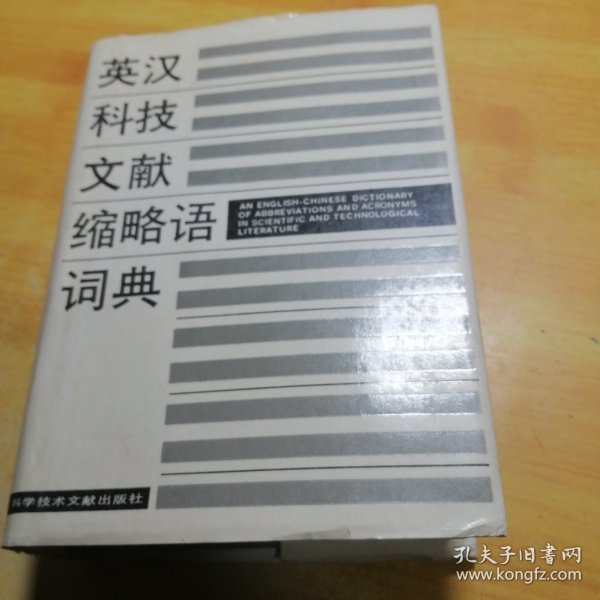 英汉
科技
文献
缩略语
AN ENGLISH-CHINESE DICTIONARY
OF ABBREVIATIONS AND ACRONYMS
IN SCIENTIFIC AND TECHNOLOGICAL
LITERATURE
词典
科学技术文献出版社
孔夫子旧书网
www.kongfz.com